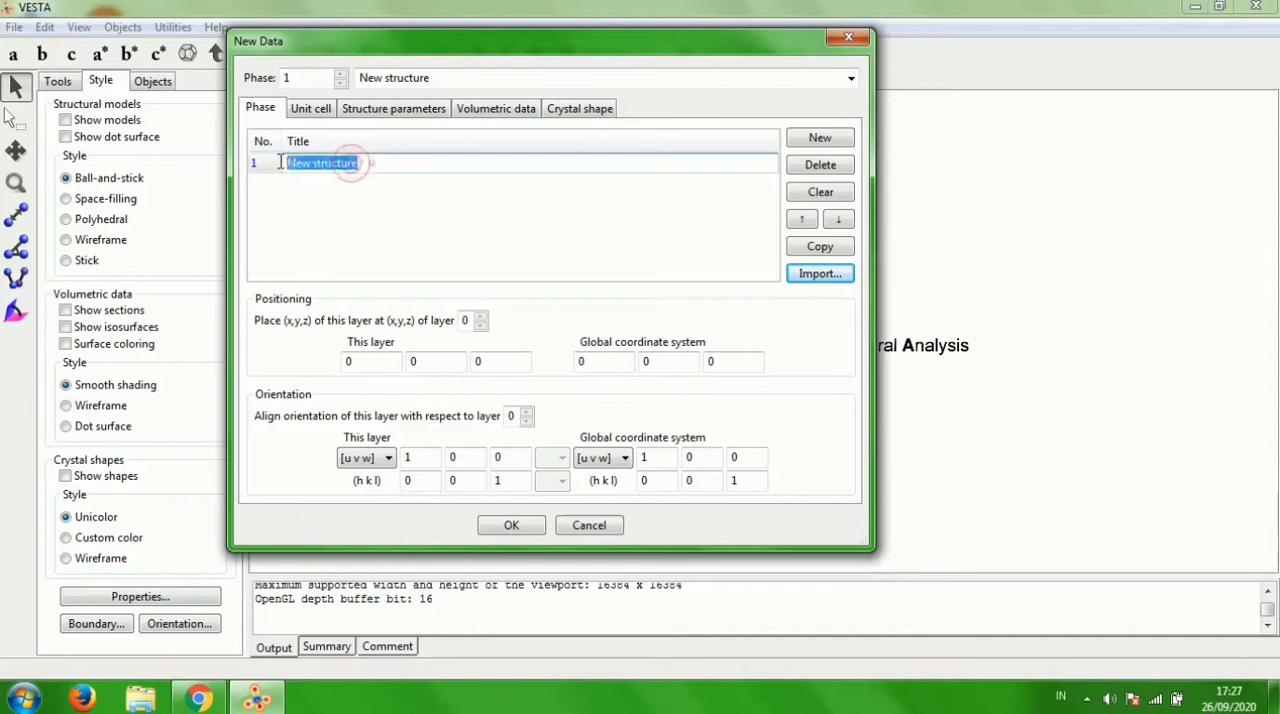 VESTA
File Edit View Objects Utilities Help
a b c a* b* c*
Tools Style Objects
Structural models
Show models
Show dot surface
Style
Ball-and-stick
Space-filling
Polyhedral
Wireframe
Stick
Volumetric data
Show sections
Show isosurfaces
Surface coloring
Style
Smooth shading
Wireframe
Dot surface
Crystal shapes
Show shapes
Style
Unicolor
Custom color
Wireframe
Properties...
Boundary... Orientation...
New Data
Phase: 1 New structure
Phase Unit cell Structure parameters Volumetric data Crystal shape
No. Title
1 New structure
New
Delete
Clear
↑ ↓
Copy
Import...
Positioning
Place (x,y,z) of this layer at (x,y,z) of layer 0
This layer Global coordinate system
0 0 0 0 0 0
Orientation
Align orientation of this layer with respect to layer 0
This layer Global coordinate system
[u v w] 1 0 0 [u v w] 1 0 0
(h k l) 0 0 1 (h k l) 0 0 1
OK Cancel
ral Analysis
Maximum supported width and height of the viewport: 16384 x 16384
OpenGL depth buffer bit: 16
Output Summary Comment
IN 17:27
26/09/2020